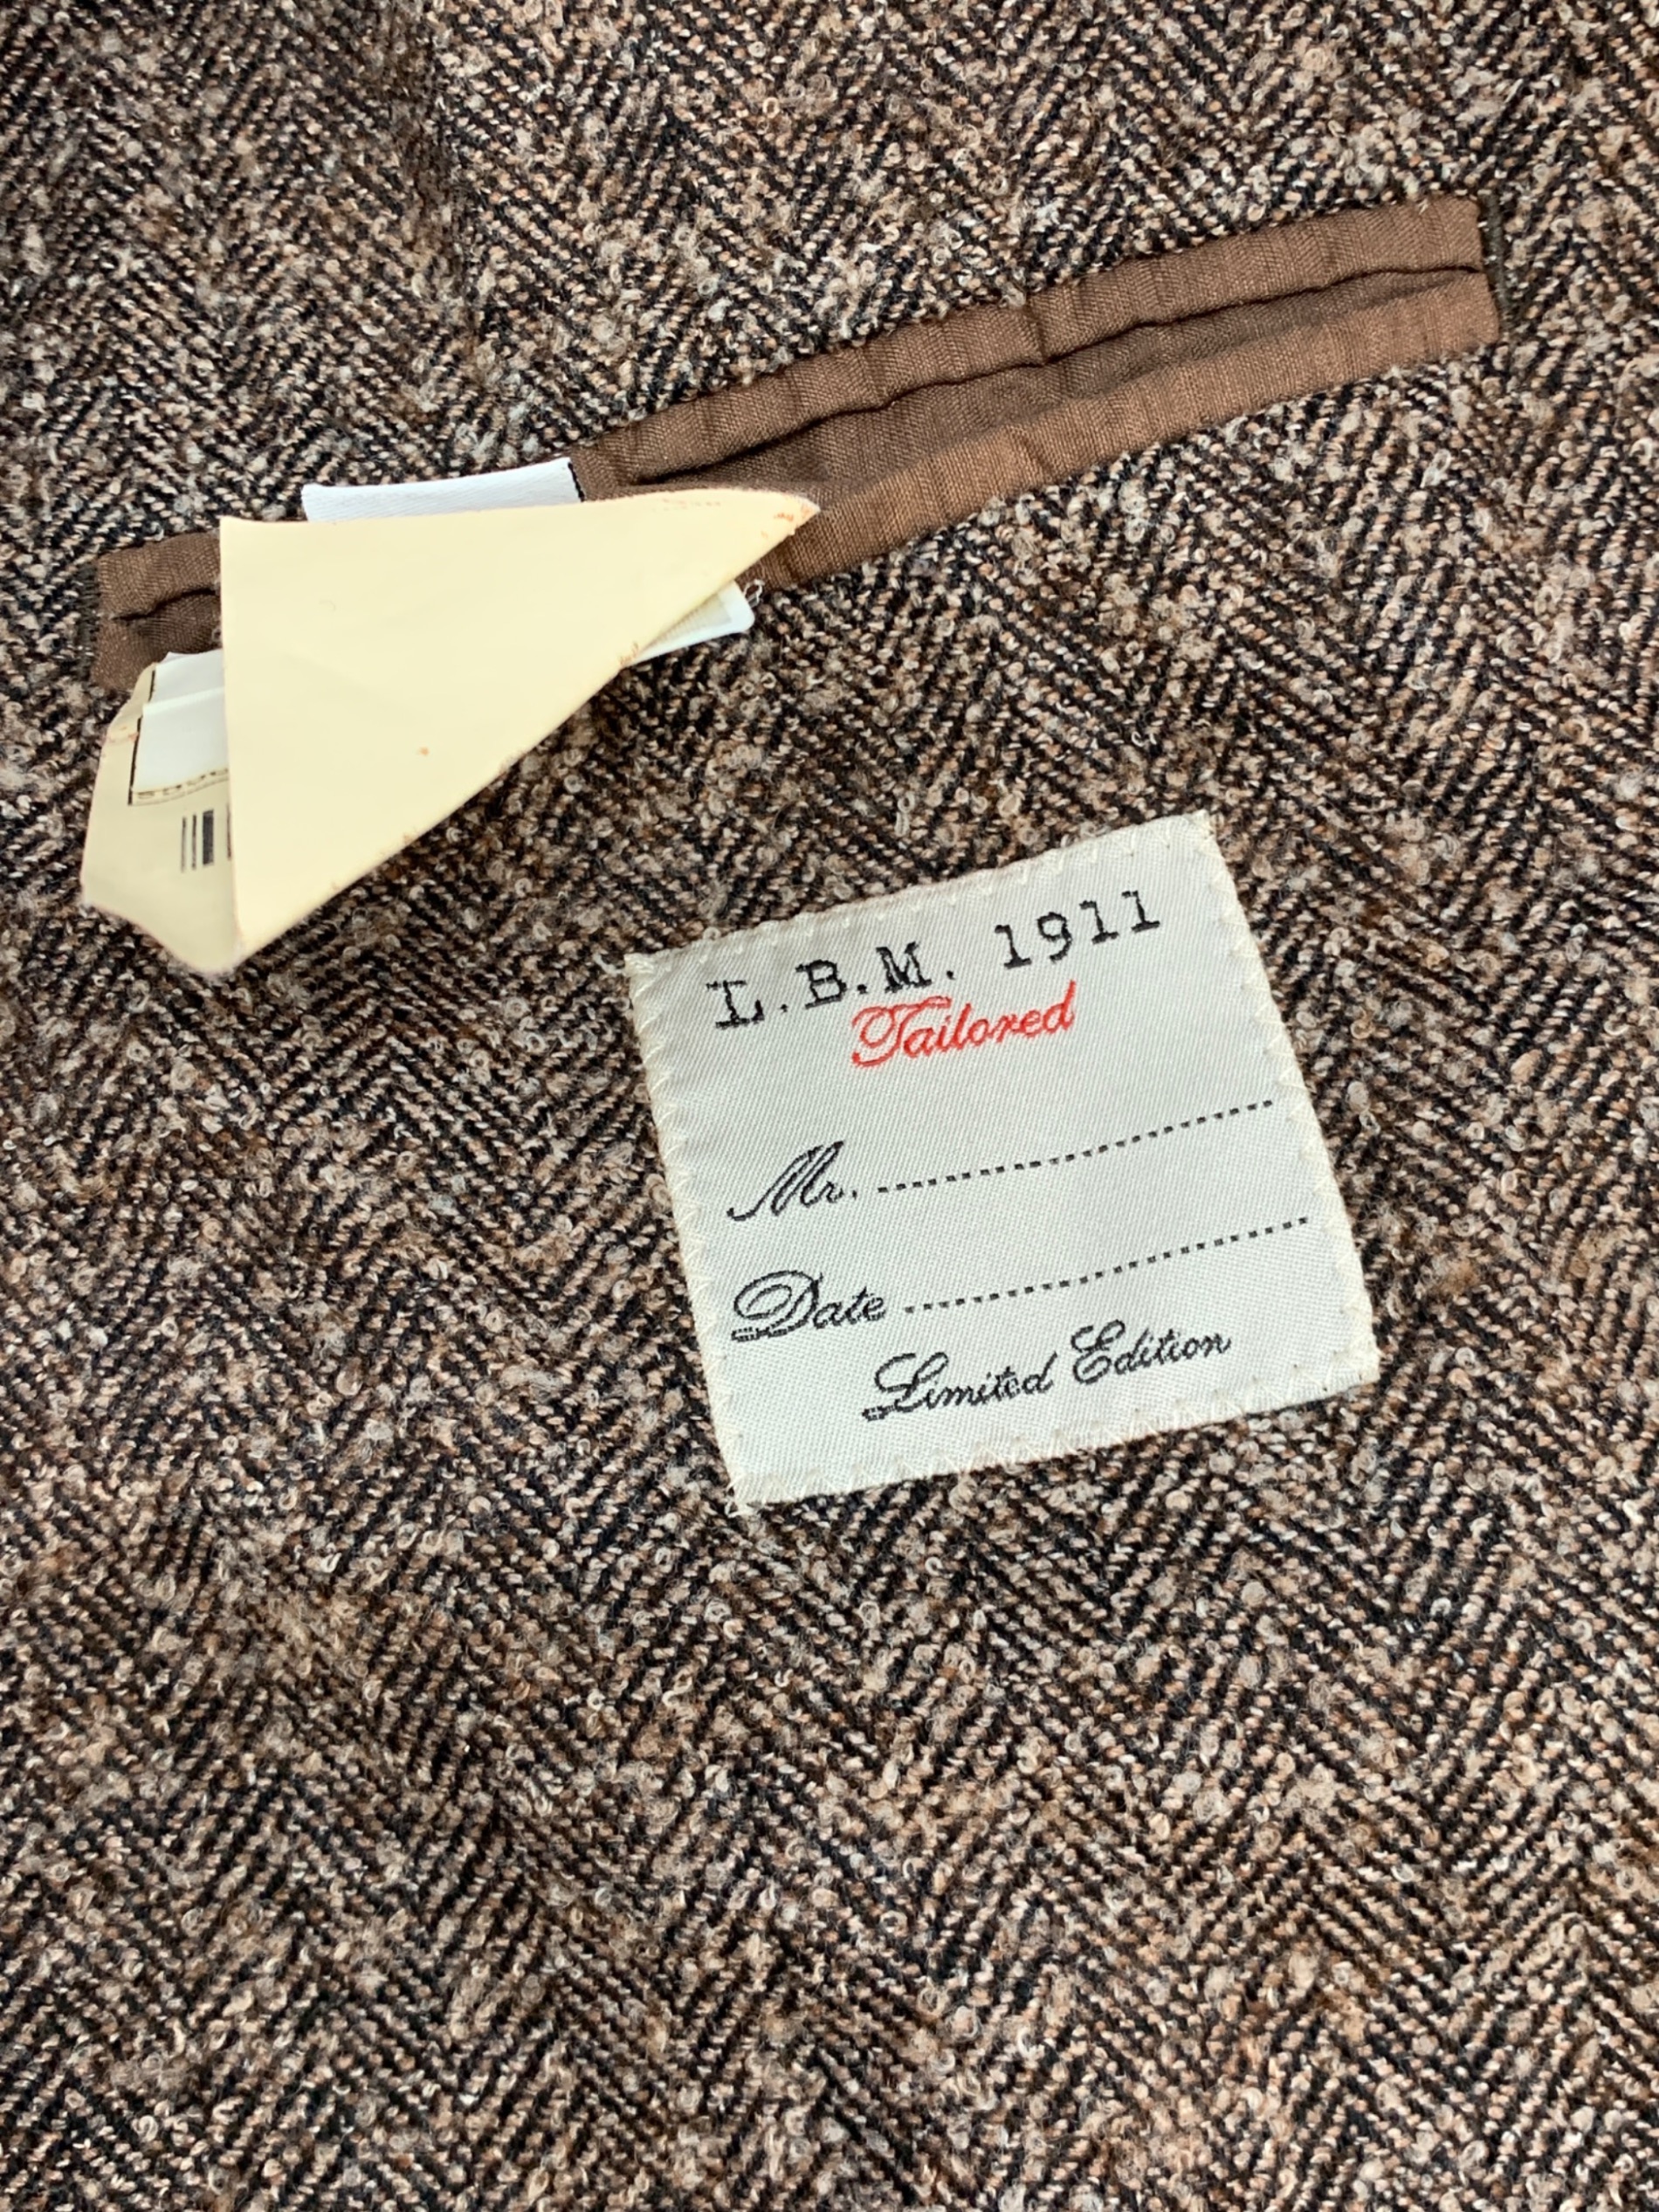 L.B.M. 1911
Tailored
Mr. ........................
Date ........................
Limited Edition